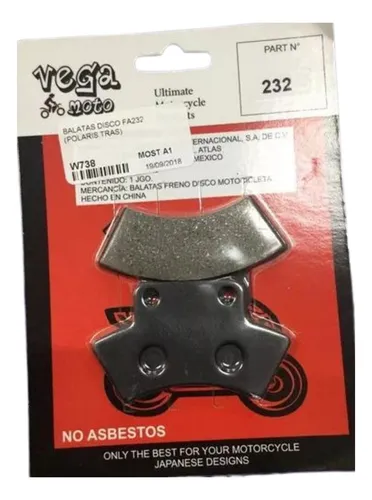 vega
moto
Ultimate
Motorcycle
PART N°
232
BALATAS DISCO FA232
(POLARIS TRAS)
W738
MOST A1
19/09/2018
ERNACIONAL, S.A. DE C.V.
ATLAS
MEXICO
CONTENIDO: 1 JGO.
MERCANCÍA: BALATAS FRENO DISCO MOTOCICLETA
HECHO EN CHINA
NO ASBESTOS
ONLY THE BEST FOR YOUR MOTORCYCLE
JAPANESE DESIGNS